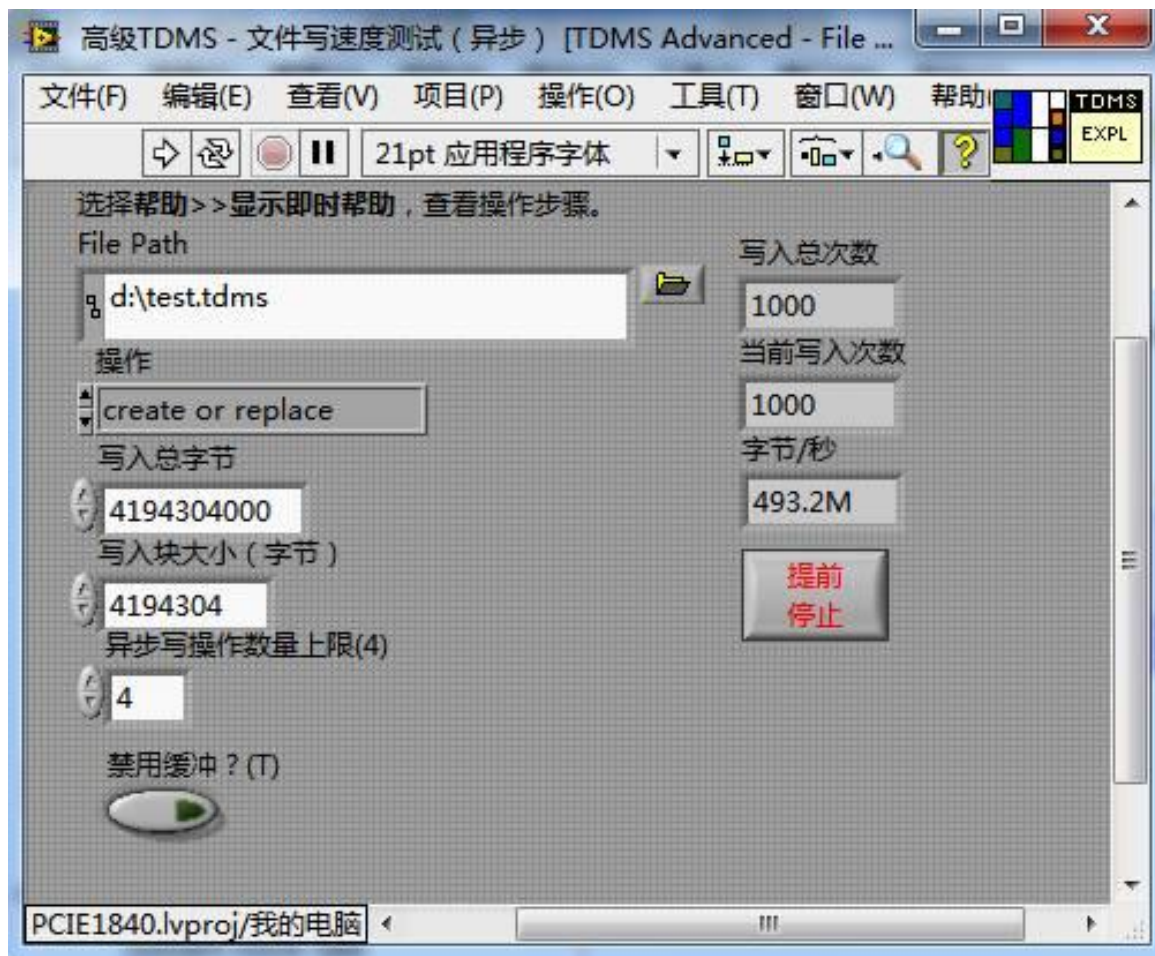 高级TDMS - 文件写速度测试（异步）[TDMS Advanced - File ...
文件(F) 编辑(E) 查看(V) 项目(P) 操作(O) 工具(T) 窗口(W) 帮助
TDMS
EXPL
21pt 应用程序字体
选择帮助>>显示即时帮助，查看操作步骤。
File Path
d:\test.tdms
操作
create or replace
写入总字节
4194304000
写入块大小（字节）
4194304
异步写操作数量上限(4)
4
禁用缓冲？(T)
写入总次数
1000
当前写入次数
1000
字节/秒
493.2M
提前
停止
PCIE1840.lvproj/我的电脑